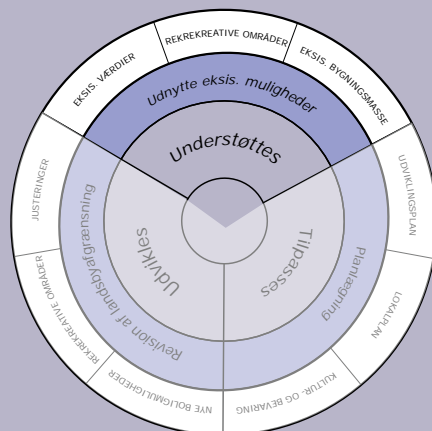 EKSIS. VÆRDIER
REKREKREATIVE OMRÅDER
EKSIS. BYGNINGSMASSE
Udnytte eksis. muligheder
Understøttes
UDVIKLINGSPLAN
LOKALPLAN
KULTUR- OG BEVARING
Planlægning
Tilpasses
JUSTERINGER
REKREKREATIVE OMRÅDER
NYE BOLIGMULIGHEDER
Revision af landsbyafgrænsning
Udvikles